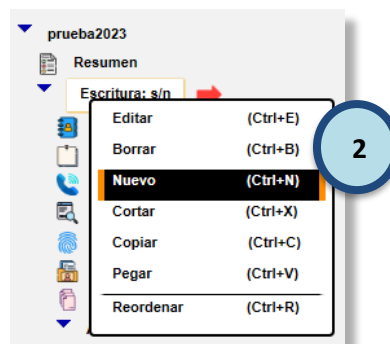 prueba2023
Resumen
Escritura: s/n
Editar (Ctrl+E)
Borrar (Ctrl+B)
2
Nuevo (Ctrl+N)
Cortar (Ctrl+X)
Copiar (Ctrl+C)
Pegar (Ctrl+V)
Reordenar (Ctrl+R)